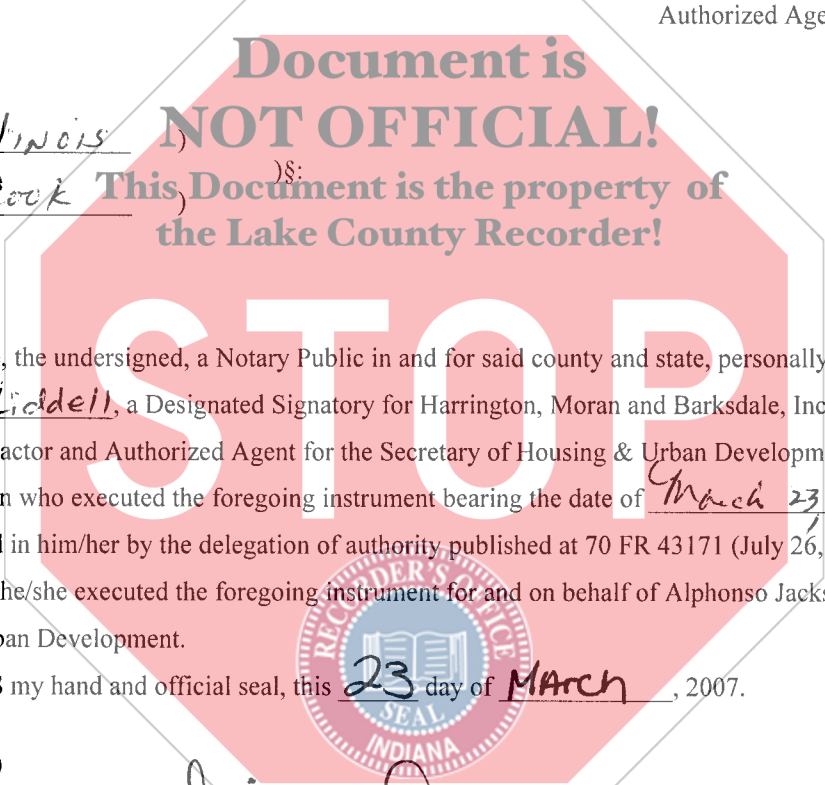 Authorized Age
Document is
NOT OFFICIAL!
This Document is the property of
the Lake County Recorder!
linois )
)§:
ook )
STOP
, the undersigned, a Notary Public in and for said county and state, personally
Liddell, a Designated Signatory for Harrington, Moran and Barksdale, Inc
actor and Authorized Agent for the Secretary of Housing & Urban Developm
n who executed the foregoing instrument bearing the date of March 23,
d in him/her by the delegation of authority published at 70 FR 43171 (July 26,
he/she executed the foregoing instrument for and on behalf of Alphonso Jacks
ban Development.
S my hand and official seal, this 23 day of MArch, 2007.
RECORDER'S OFFICE
SEAL
INDIANA